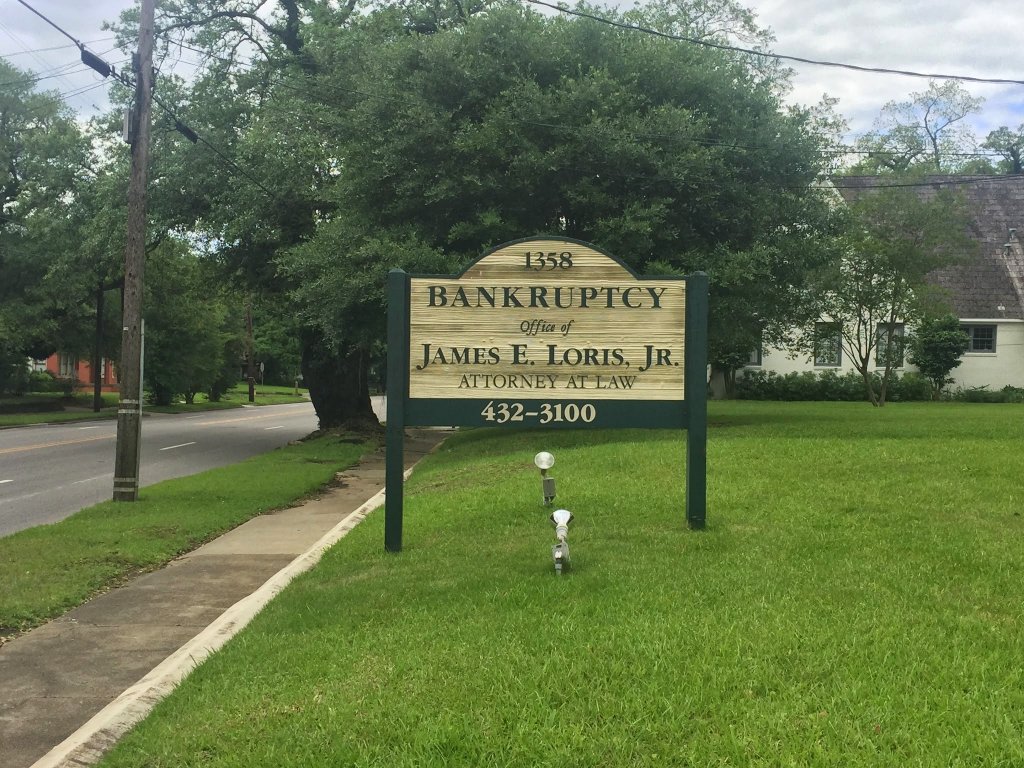 1358
BANKRUPTCY
Office of
JAMES E. LORIS, JR.
ATTORNEY AT LAW
432-3100